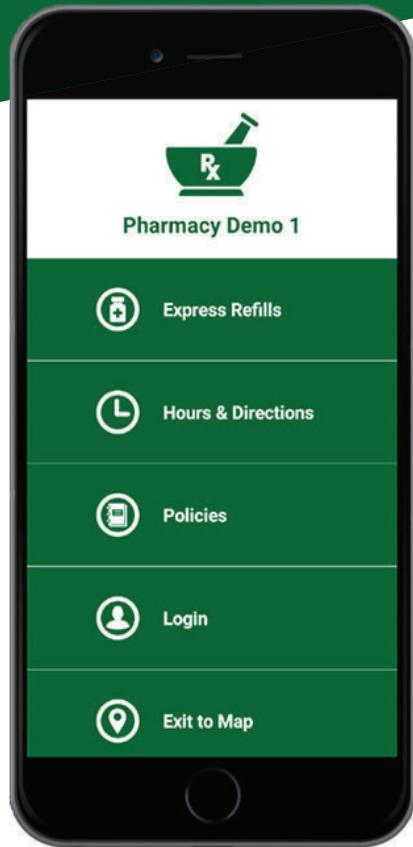 Rx
Pharmacy Demo 1
Express Refills
Hours & Directions
Policies
Login
Exit to Map